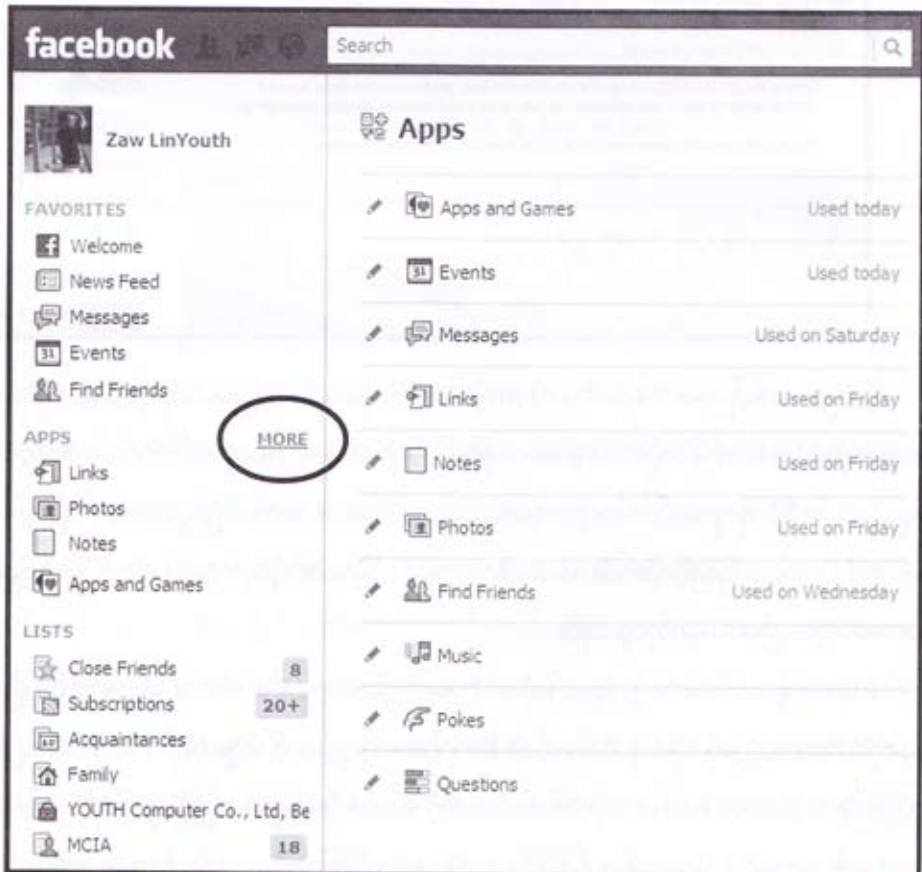 facebook
Search
Zaw LinYouth
FAVORITES
Welcome
News Feed
Messages
Events
Find Friends
APPS MORE
Links
Photos
Notes
Apps and Games
LISTS
Close Friends 8
Subscriptions 20+
Acquaintances
Family
YOUTH Computer Co., Ltd, Be
MCIA 18
Apps
Apps and Games Used today
31 Events Used today
Messages Used on Saturday
Links Used on Friday
Notes Used on Friday
Photos Used on Friday
Find Friends Used on Wednesday
Music
Pokes
Questions